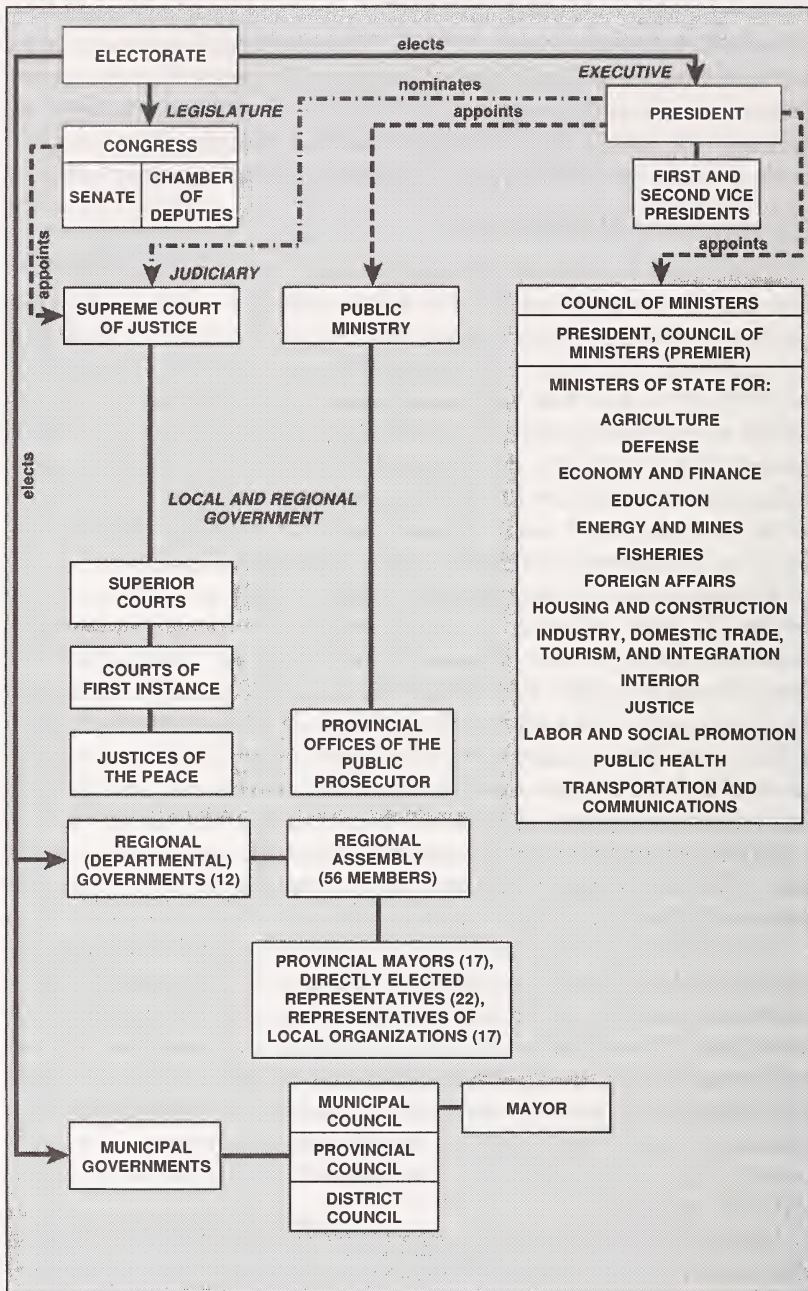 elects
ELECTORATE
EXECUTIVE
nominates
LEGISLATURE
appoints
PRESIDENT
CONGRESS
SENATE
CHAMBER
OF
DEPUTIES
FIRST AND
SECOND VICE
PRESIDENTS
appoints
appoints
JUDICIARY
SUPREME COURT
OF JUSTICE
PUBLIC
MINISTRY
COUNCIL OF MINISTERS
PRESIDENT, COUNCIL OF
MINISTERS (PREMIER)
MINISTERS OF STATE FOR:
AGRICULTURE
DEFENSE
ECONOMY AND FINANCE
EDUCATION
ENERGY AND MINES
FISHERIES
FOREIGN AFFAIRS
HOUSING AND CONSTRUCTION
INDUSTRY, DOMESTIC TRADE,
TOURISM, AND INTEGRATION
INTERIOR
JUSTICE
LABOR AND SOCIAL PROMOTION
PUBLIC HEALTH
TRANSPORTATION AND
COMMUNICATIONS
elects
LOCAL AND REGIONAL
GOVERNMENT
SUPERIOR
COURTS
COURTS OF
FIRST INSTANCE
JUSTICES OF
THE PEACE
PROVINCIAL
OFFICES OF THE
PUBLIC
PROSECUTOR
REGIONAL
(DEPARTMENTAL)
GOVERNMENTS (12)
REGIONAL
ASSEMBLY
(56 MEMBERS)
PROVINCIAL MAYORS (17),
DIRECTLY ELECTED
REPRESENTATIVES (22),
REPRESENTATIVES OF
LOCAL ORGANIZATIONS (17)
MUNICIPAL
GOVERNMENTS
MUNICIPAL
COUNCIL
MAYOR
PROVINCIAL
COUNCIL
DISTRICT
COUNCIL